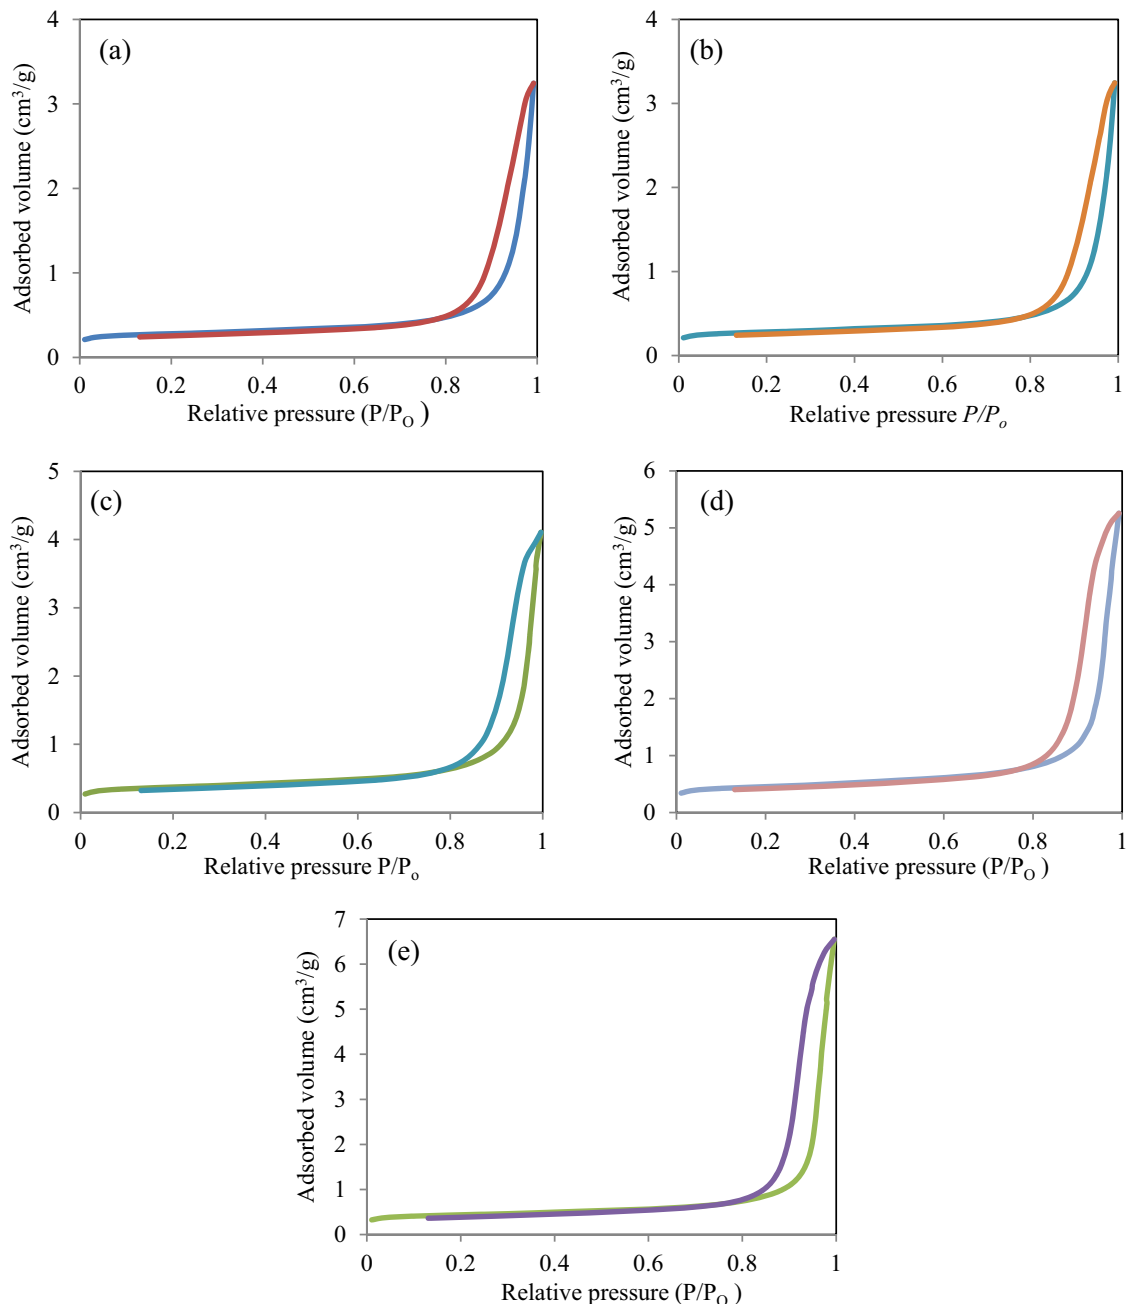 (a)
Adsorbed volume (cm³/g)
4
3
2
1
0
0 0.2 0.4 0.6 0.8 1
Relative pressure (P/P_O )
(b)
Adsorbed volume (cm³/g)
4
3
2
1
0
0 0.2 0.4 0.6 0.8 1
Relative pressure P/P_o
(c)
Adsorbed volume (cm³/g)
5
4
3
2
1
0
0 0.2 0.4 0.6 0.8 1
Relative pressure P/P_o
(d)
Adsorbed volume (cm³/g)
6
5
4
3
2
1
0
0 0.2 0.4 0.6 0.8 1
Relative pressure (P/P_O )
(e)
Adsorbed volume (cm³/g)
7
6
5
4
3
2
1
0
0 0.2 0.4 0.6 0.8 1
Relative pressure (P/P_O )